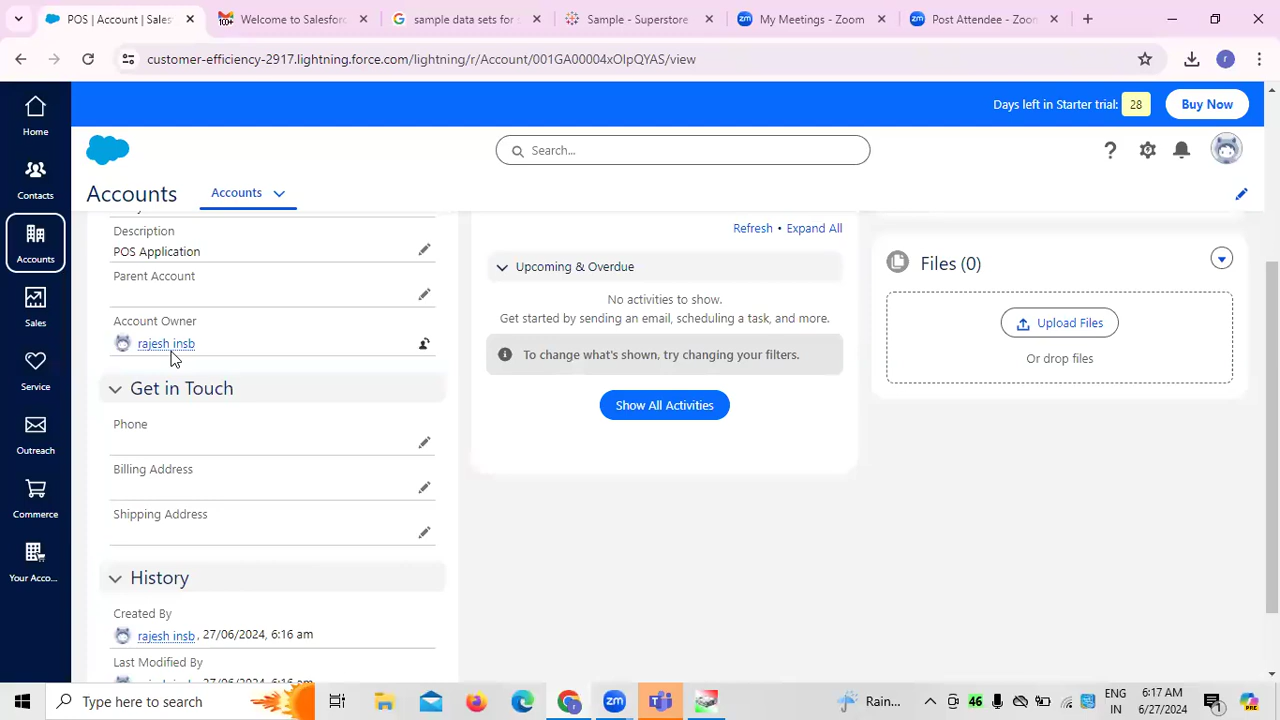 POS | Account | Sales
Welcome to Salesfor
sample data sets for s
Sample - Superstore
My Meetings - Zoom
Post Attendee - Zoom
customer-efficiency-2917.lightning.force.com/lightning/r/Account/001GA00004xOIpQYAS/view
r
Days left in Starter trial: 28
Buy Now
Home
Contacts
Accounts
Sales
Service
Outreach
Commerce
Your Acco...
Search...
Accounts
Accounts
Description
POS Application
Parent Account
Account Owner
rajesh insb
Get in Touch
Phone
Billing Address
Shipping Address
History
Created By
rajesh insb, 27/06/2024, 6:16 am
Last Modified By
Refresh • Expand All
Upcoming & Overdue
No activities to show.
Get started by sending an email, scheduling a task, and more.
To change what's shown, try changing your filters.
Show All Activities
Files (0)
Upload Files
Or drop files
Type here to search
Rain...
46
ENG
IN
6:17 AM
6/27/2024